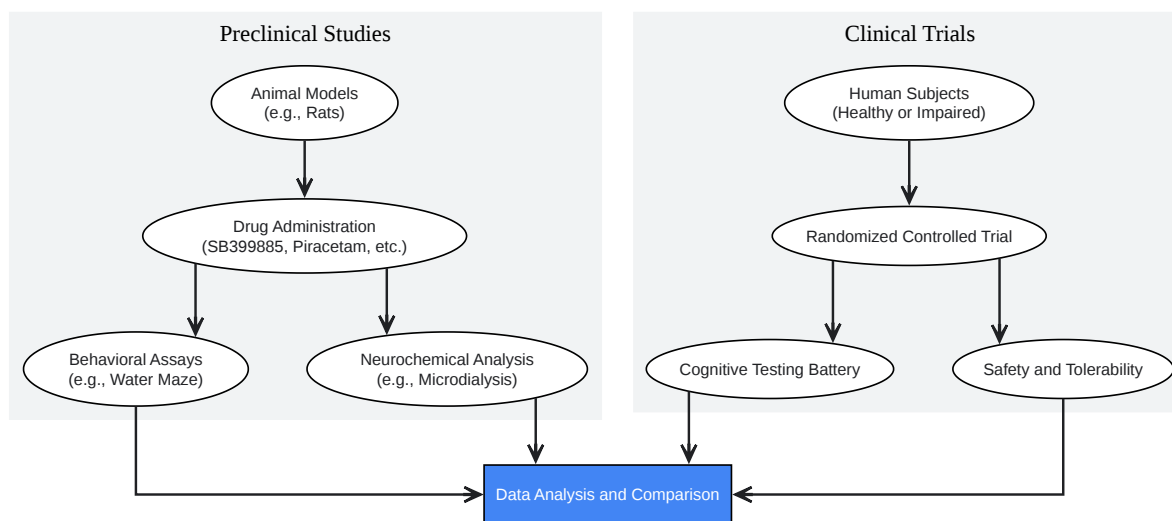 Preclinical Studies
Animal Models
(e.g., Rats)
Drug Administration
(SB399885, Piracetam, etc.)
Behavioral Assays
(e.g., Water Maze)
Neurochemical Analysis
(e.g., Microdialysis)
Clinical Trials
Human Subjects
(Healthy or Impaired)
Randomized Controlled Trial
Cognitive Testing Battery
Safety and Tolerability
Data Analysis and Comparison